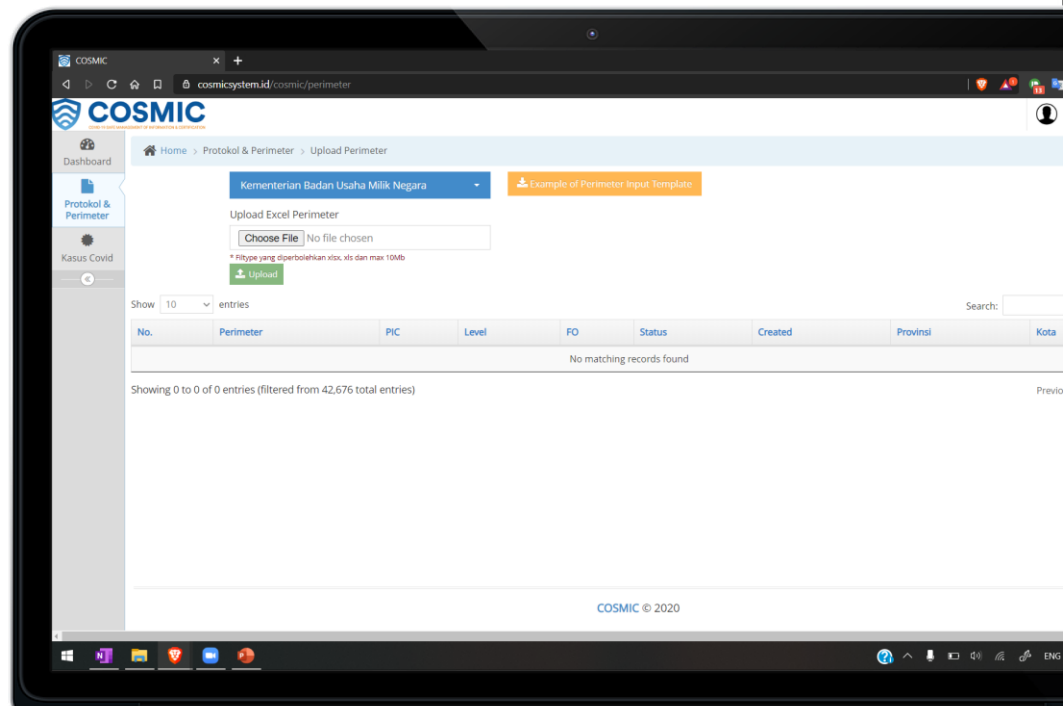 COSMIC
cosmicsystem.id/cosmic/perimeter
13
COSMIC
Dashboard
Protokol & Perimeter
Kasus Covid
Home > Protokol & Perimeter > Upload Perimeter
Kementerian Badan Usaha Milik Negara
Example of Perimeter Input Template
Upload Excel Perimeter
Choose File No file chosen
* Filtype yang diperbolehkan xlsx, xls dan max 10Mb
Upload
Show 10 entries
Search:
No. Perimeter PIC Level FO Status Created Provinsi Kota
No matching records found
Showing 0 to 0 of 0 entries (filtered from 42,676 total entries)
Previo
COSMIC © 2020
ENG